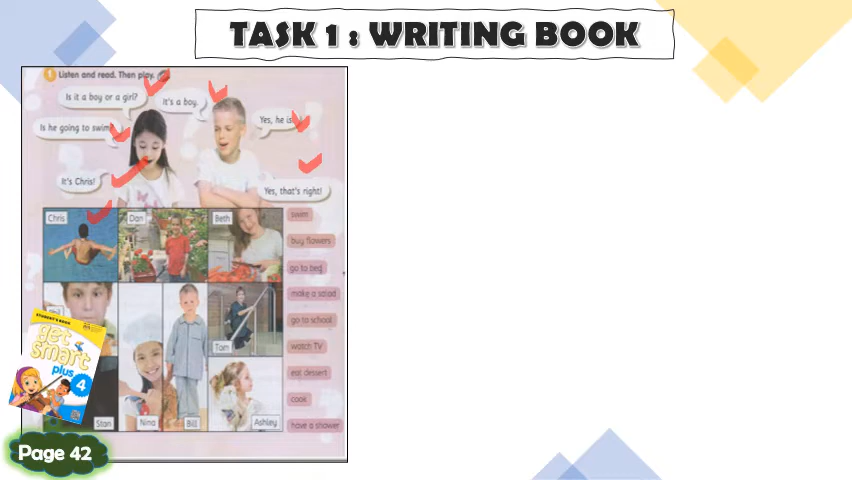 TASK 1 : WRITING BOOK
1 Listen and read. Then play.
Is it a boy or a girl?
It's a boy.
Is he going to swim
Yes, he is
It's Chris!
Yes, that's right!
Chris
Dan
Beth
Tom
Stan
Nina
Bill
Ashley
swim
buy flowers
go to bed
make a salad
go to school
watch TV
eat dessert
cook
have a shower
STUDENT'S BOOK
get
smart
plus 4
Page 42